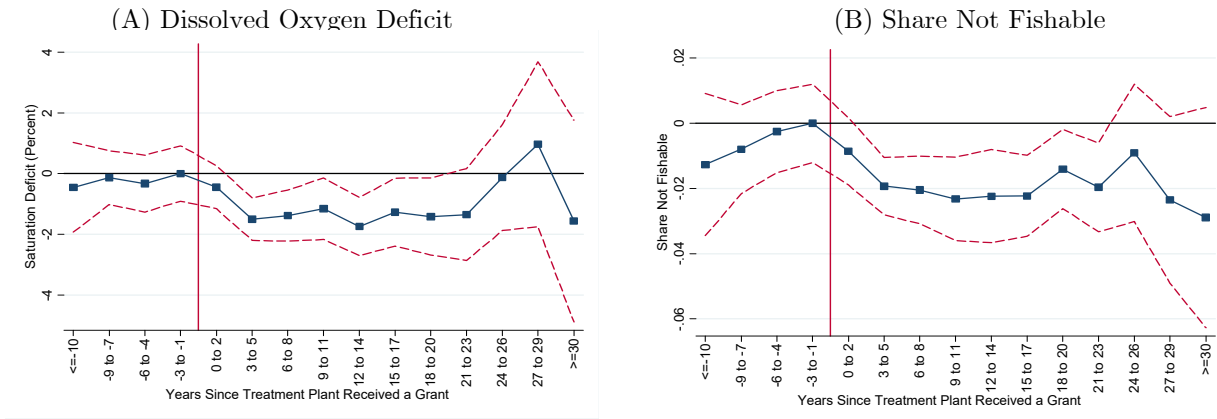 (A) Dissolved Oxygen Deficit
Saturation Deficit (Percent)
4
2
0
-2
-4
<=-10
-9 to -7
-6 to -4
-3 to -1
0 to 2
3 to 5
6 to 8
9 to 11
12 to 14
15 to 17
18 to 20
21 to 23
24 to 26
27 to 29
>=30
Years Since Treatment Plant Received a Grant
(B) Share Not Fishable
Share Not Fishable
.02
0
-.02
-.04
-.06
<=-10
-9 to -7
-6 to -4
-3 to -1
0 to 2
3 to 5
6 to 8
9 to 11
12 to 14
15 to 17
18 to 20
21 to 23
24 to 26
27 to 29
>=30
Years Since Treatment Plant Received a Grant